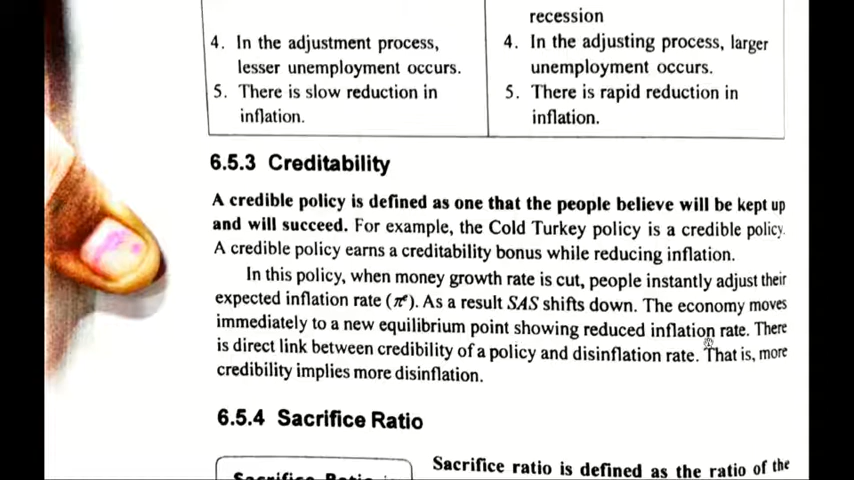 recession
4. In the adjustment process,
lesser unemployment occurs.
5. There is slow reduction in
inflation.
4. In the adjusting process, larger
unemployment occurs.
5. There is rapid reduction in
inflation.
6.5.3 Creditability
A credible policy is defined as one that the people believe will be kept up
and will succeed. For example, the Cold Turkey policy is a credible policy.
A credible policy earns a creditability bonus while reducing inflation.
In this policy, when money growth rate is cut, people instantly adjust their
expected inflation rate (πᵉ). As a result SAS shifts down. The economy moves
immediately to a new equilibrium point showing reduced inflation rate. There
is direct link between credibility of a policy and disinflation rate. That is, more
credibility implies more disinflation.
6.5.4 Sacrifice Ratio
Sacrifice ratio is defined as the ratio of the
Sacrifice Ratio